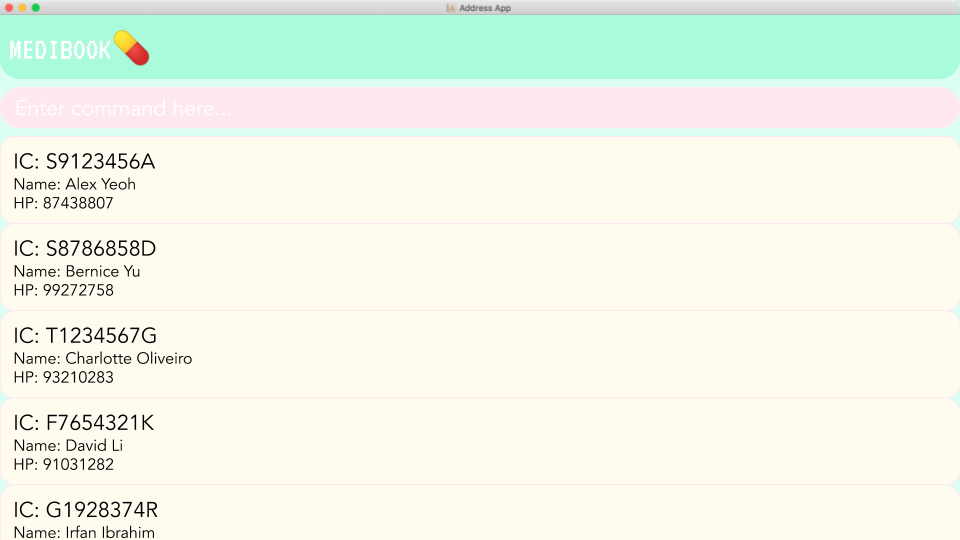 Address App
MEDIBOOK
Enter command here...
IC: S9123456A
Name: Alex Yeoh
HP: 87438807
IC: S8786858D
Name: Bernice Yu
HP: 99272758
IC: T1234567G
Name: Charlotte Oliveiro
HP: 93210283
IC: F7654321K
Name: David Li
HP: 91031282
IC: G1928374R
Name: Irfan Ibrahim